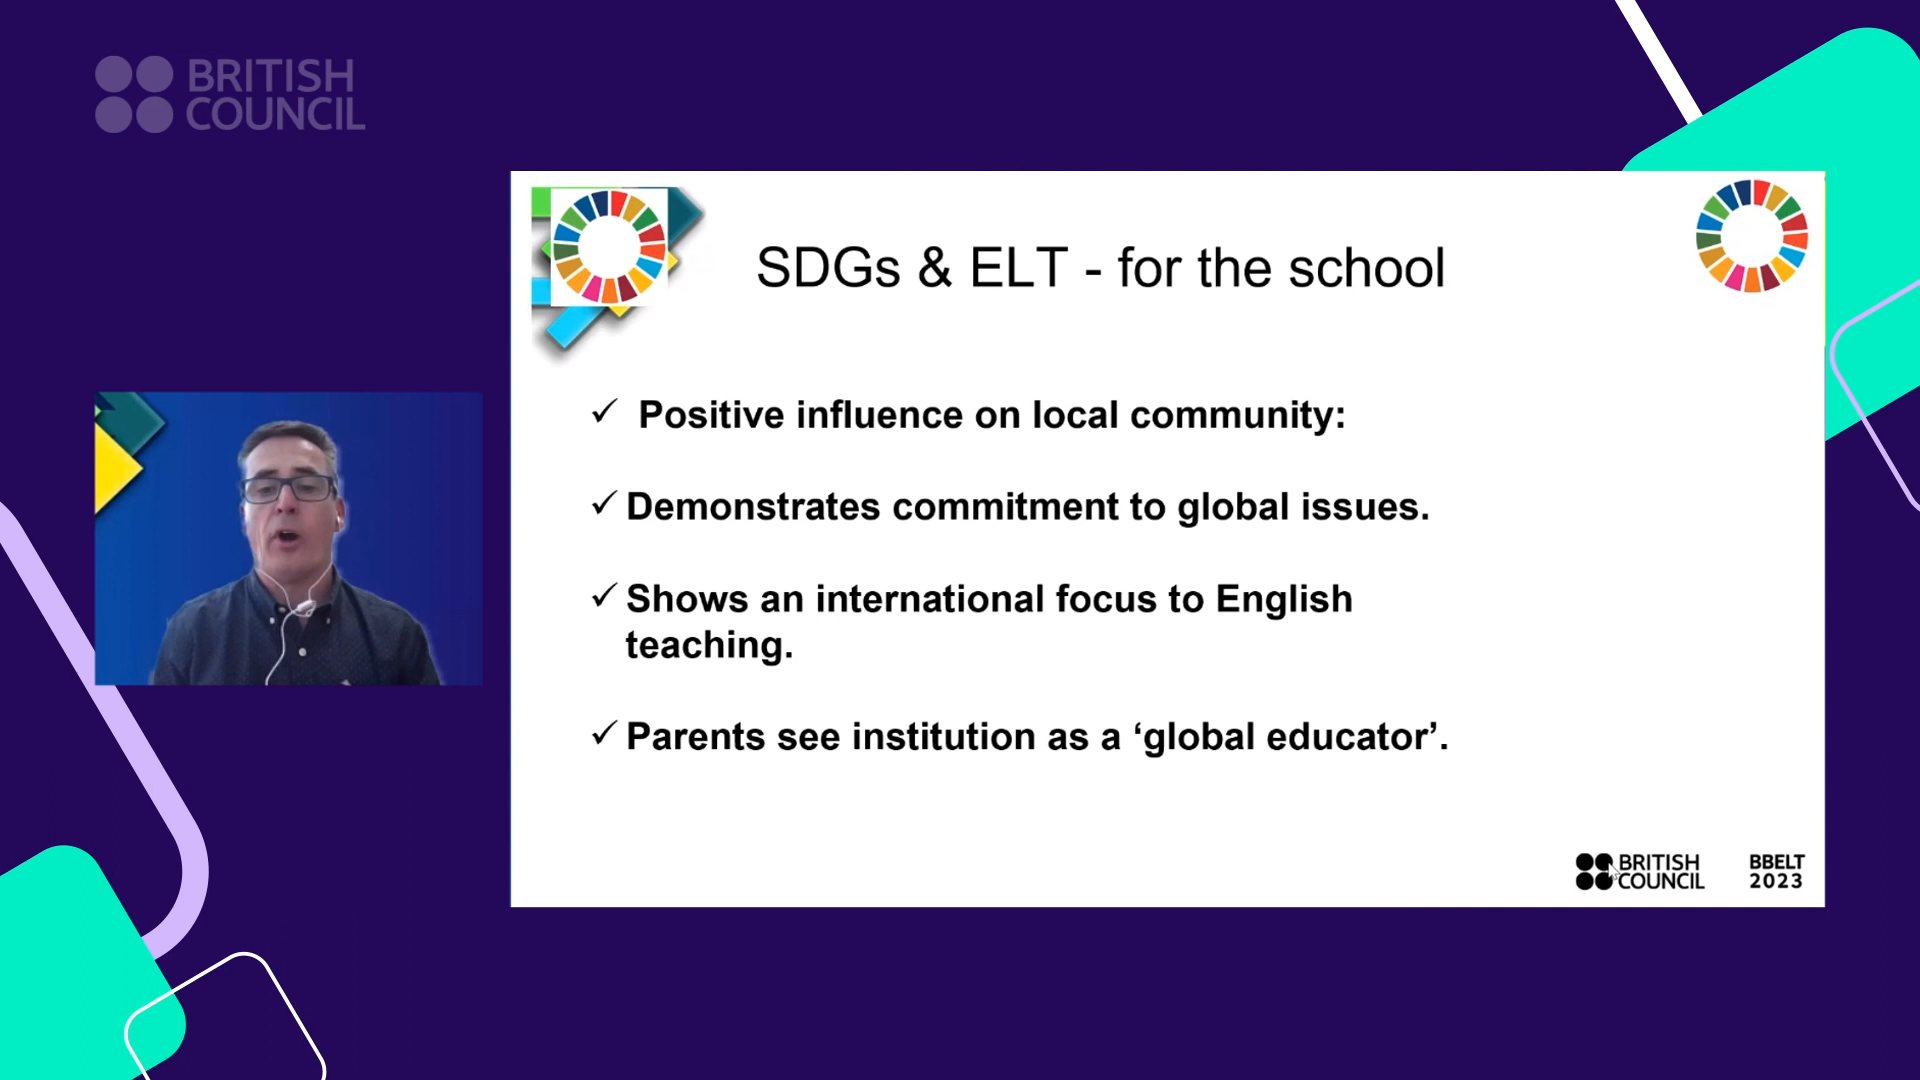 BRITISH
COUNCIL
SDGs & ELT - for the school
✓ Positive influence on local community:
✓ Demonstrates commitment to global issues.
✓ Shows an international focus to English
teaching.
✓ Parents see institution as a ‘global educator’.
BRITISH
COUNCIL
BBELT
2023